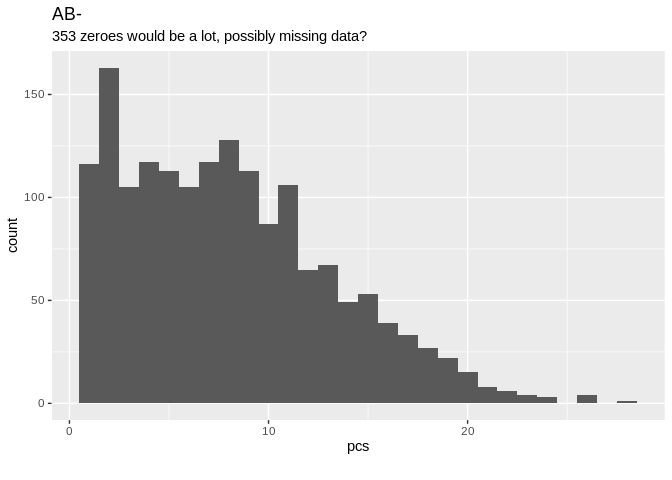 AB-
353 zeroes would be a lot, possibly missing data?
150
100
50
0
count
0 10 20
pcs